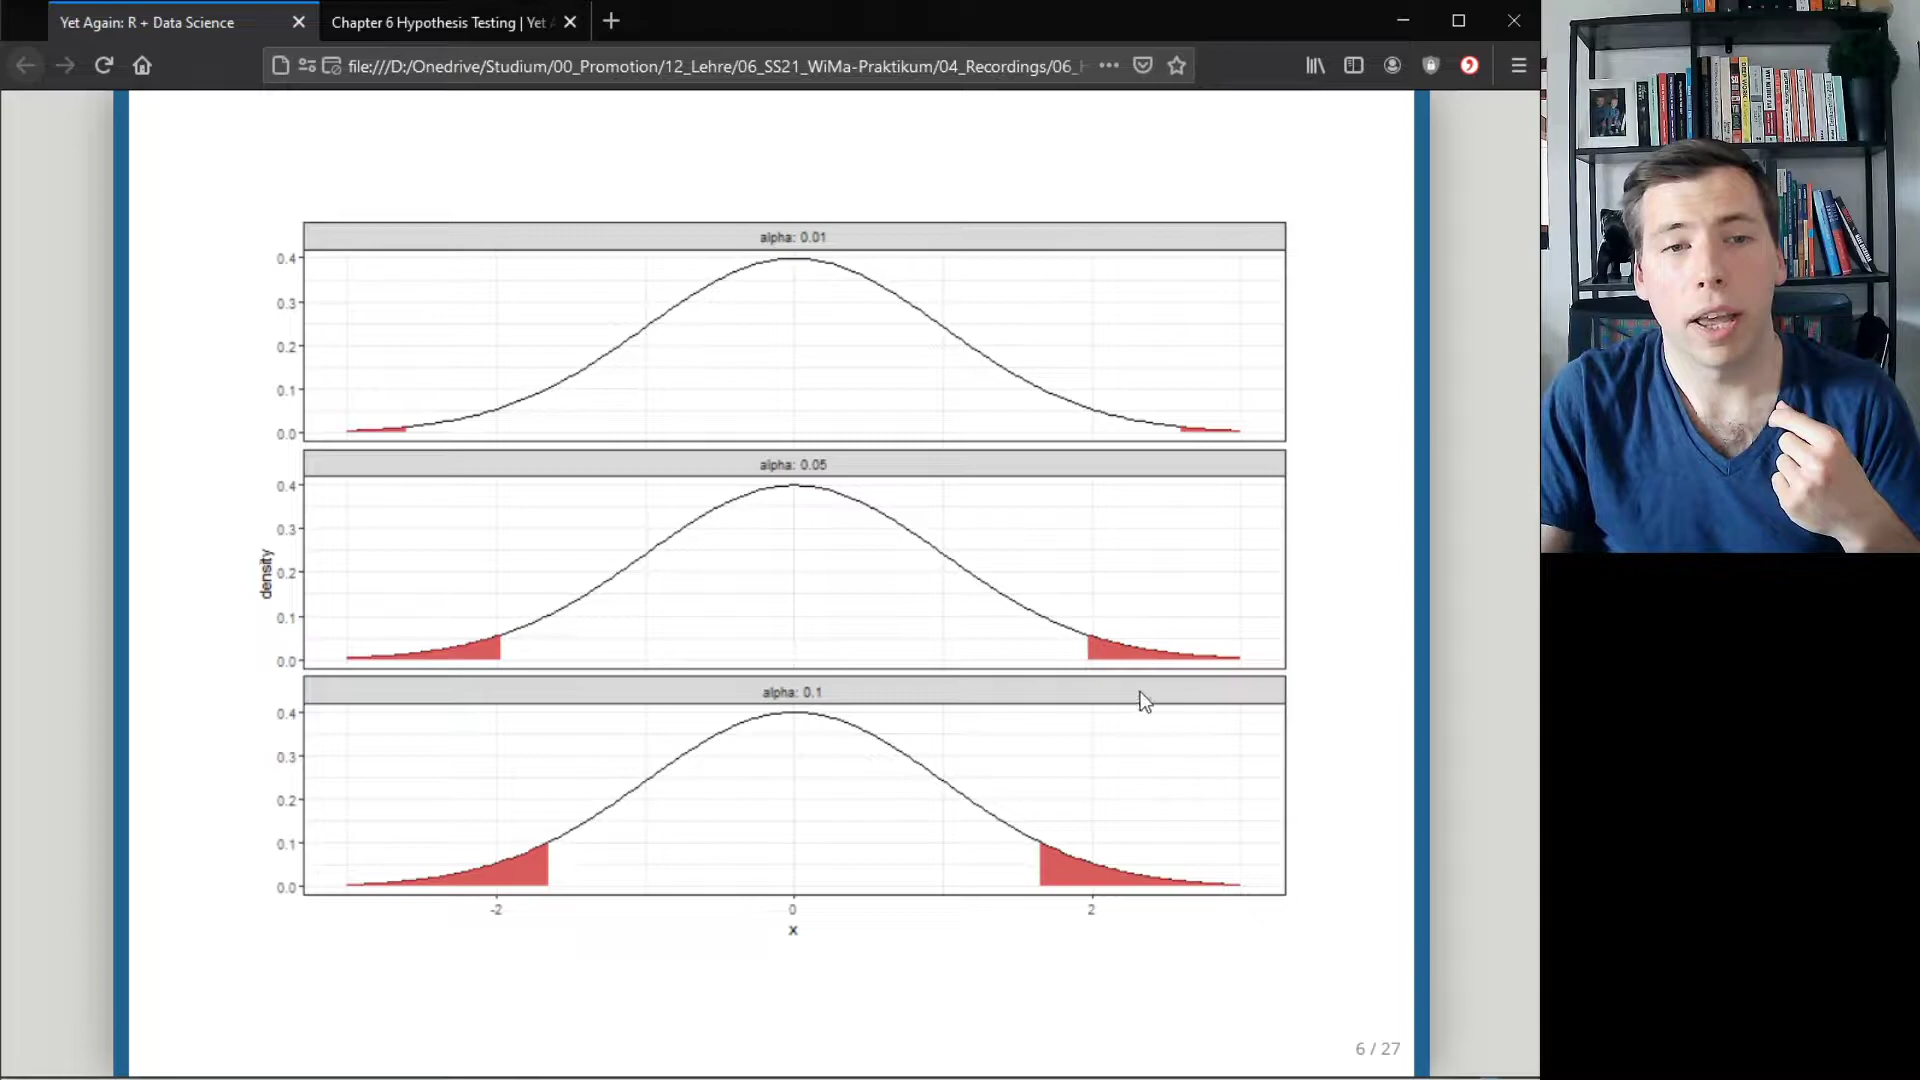 Yet Again: R + Data Science
Chapter 6 Hypothesis Testing | Yet
file:///D:/Onedrive/Studium/00_Promotion/12_Lehre/06_SS21_WiMa-Praktikum/04_Recordings/06_
alpha: 0.01
0.4
0.3
0.2
0.1
0.0
alpha: 0.05
0.4
0.3
0.2
0.1
0.0
density
alpha: 0.1
0.4
0.3
0.2
0.1
0.0
-2
0
2
x
6 / 27